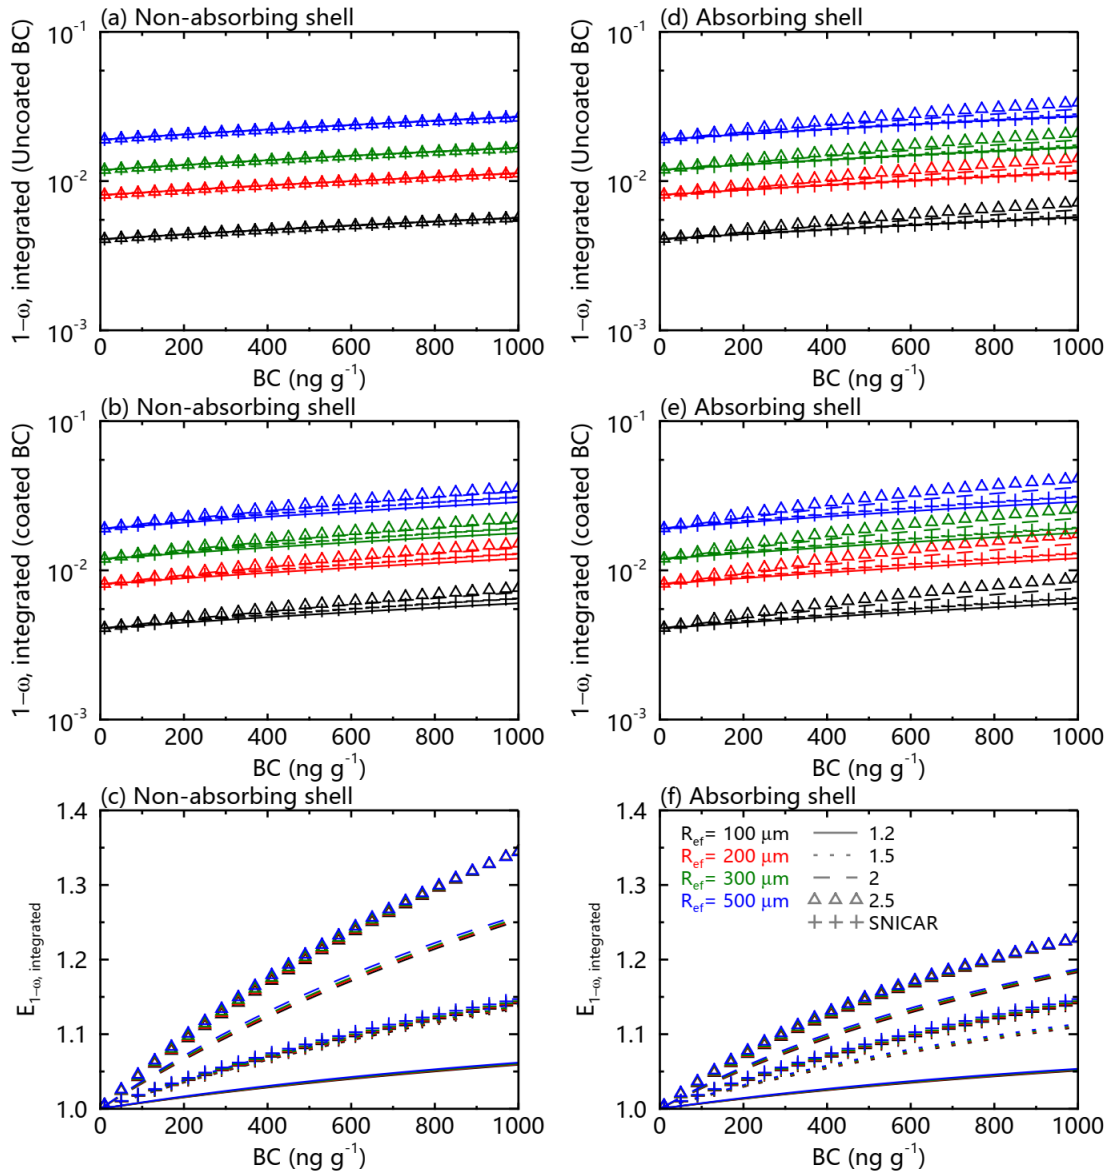 (a) Non-absorbing shell
1−ω, integrated (Uncoated BC)
10⁻¹
10⁻²
10⁻³
0 200 400 600 800 1000
BC (ng g⁻¹)
(d) Absorbing shell
1−ω, integrated (Uncoated BC)
10⁻¹
10⁻²
10⁻³
0 200 400 600 800 1000
BC (ng g⁻¹)
(b) Non-absorbing shell
1−ω, integrated (coated BC)
10⁻¹
10⁻²
10⁻³
0 200 400 600 800 1000
BC (ng g⁻¹)
(e) Absorbing shell
1−ω, integrated (coated BC)
10⁻¹
10⁻²
10⁻³
0 200 400 600 800 1000
BC (ng g⁻¹)
(c) Non-absorbing shell
E1−ω, integrated
1.4
1.3
1.2
1.1
1.0
0 200 400 600 800 1000
BC (ng g⁻¹)
(f) Absorbing shell
E1−ω, integrated
1.4
1.3
1.2
1.1
1.0
Ref= 100 μm
Ref= 200 μm
Ref= 300 μm
Ref= 500 μm
1.2
1.5
2
2.5
SNICAR
0 200 400 600 800 1000
BC (ng g⁻¹)